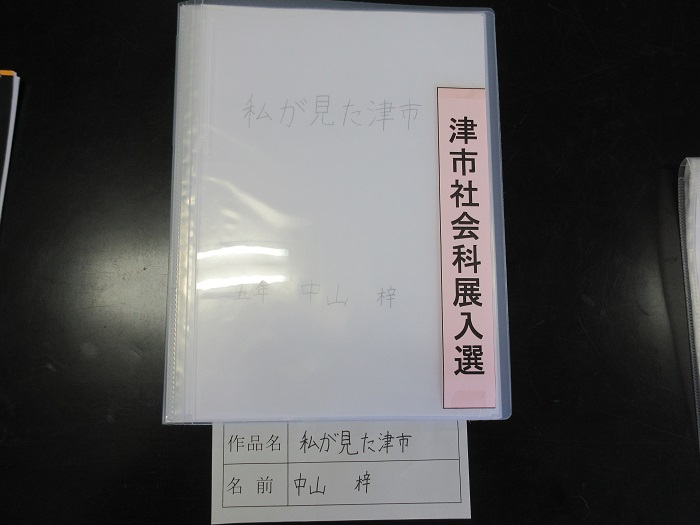 私が見た津市
五年 中山 梓
津市社会科展入選
作品名 私が見た津市
名前 中山 梓